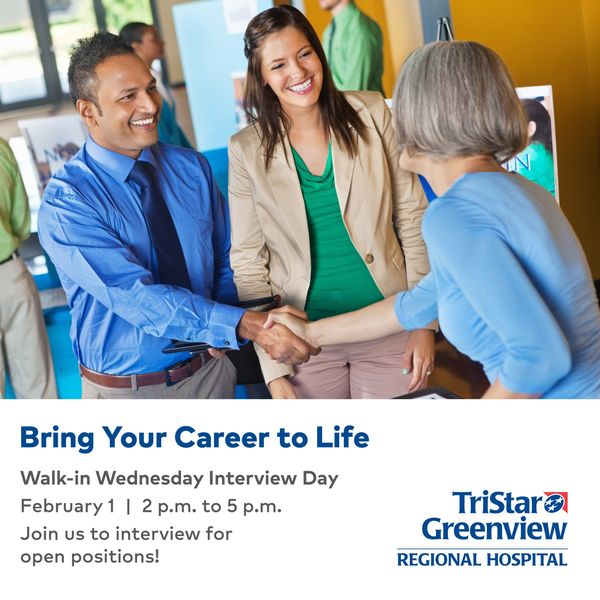 Bring Your Career to Life
Walk-in Wednesday Interview Day
February 1 | 2 p.m. to 5 p.m.
Join us to interview for
open positions!
TriStar
Greenview
REGIONAL HOSPITAL